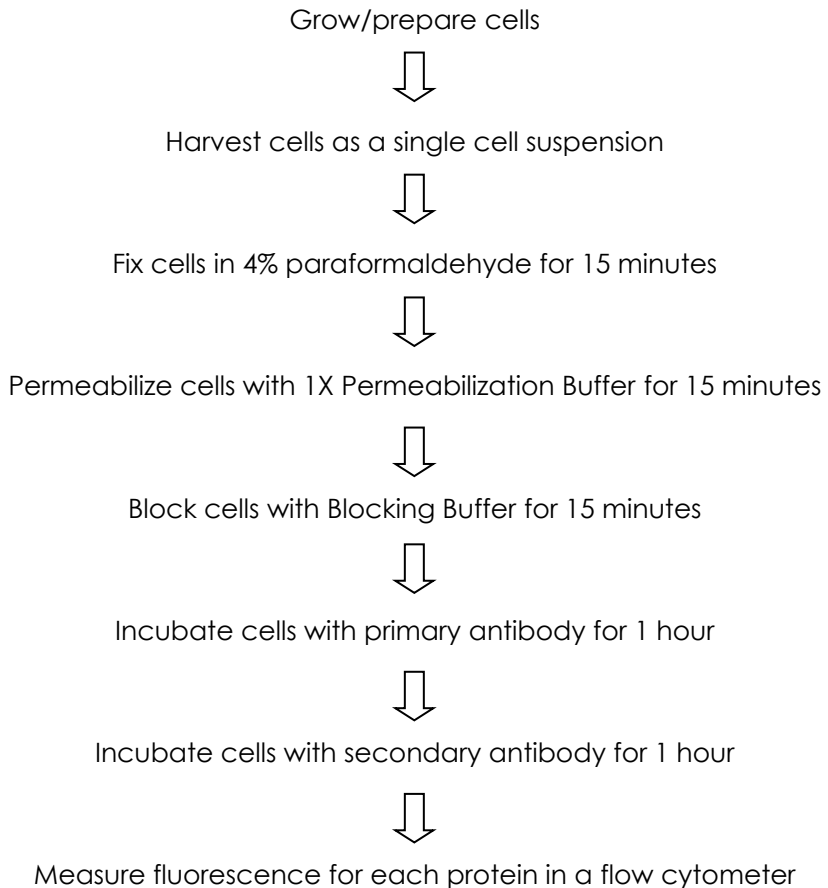 Grow/prepare cells
Harvest cells as a single cell suspension
Fix cells in 4% paraformaldehyde for 15 minutes
Permeabilize cells with 1X Permeabilization Buffer for 15 minutes
Block cells with Blocking Buffer for 15 minutes
Incubate cells with primary antibody for 1 hour
Incubate cells with secondary antibody for 1 hour
Measure fluorescence for each protein in a flow cytometer